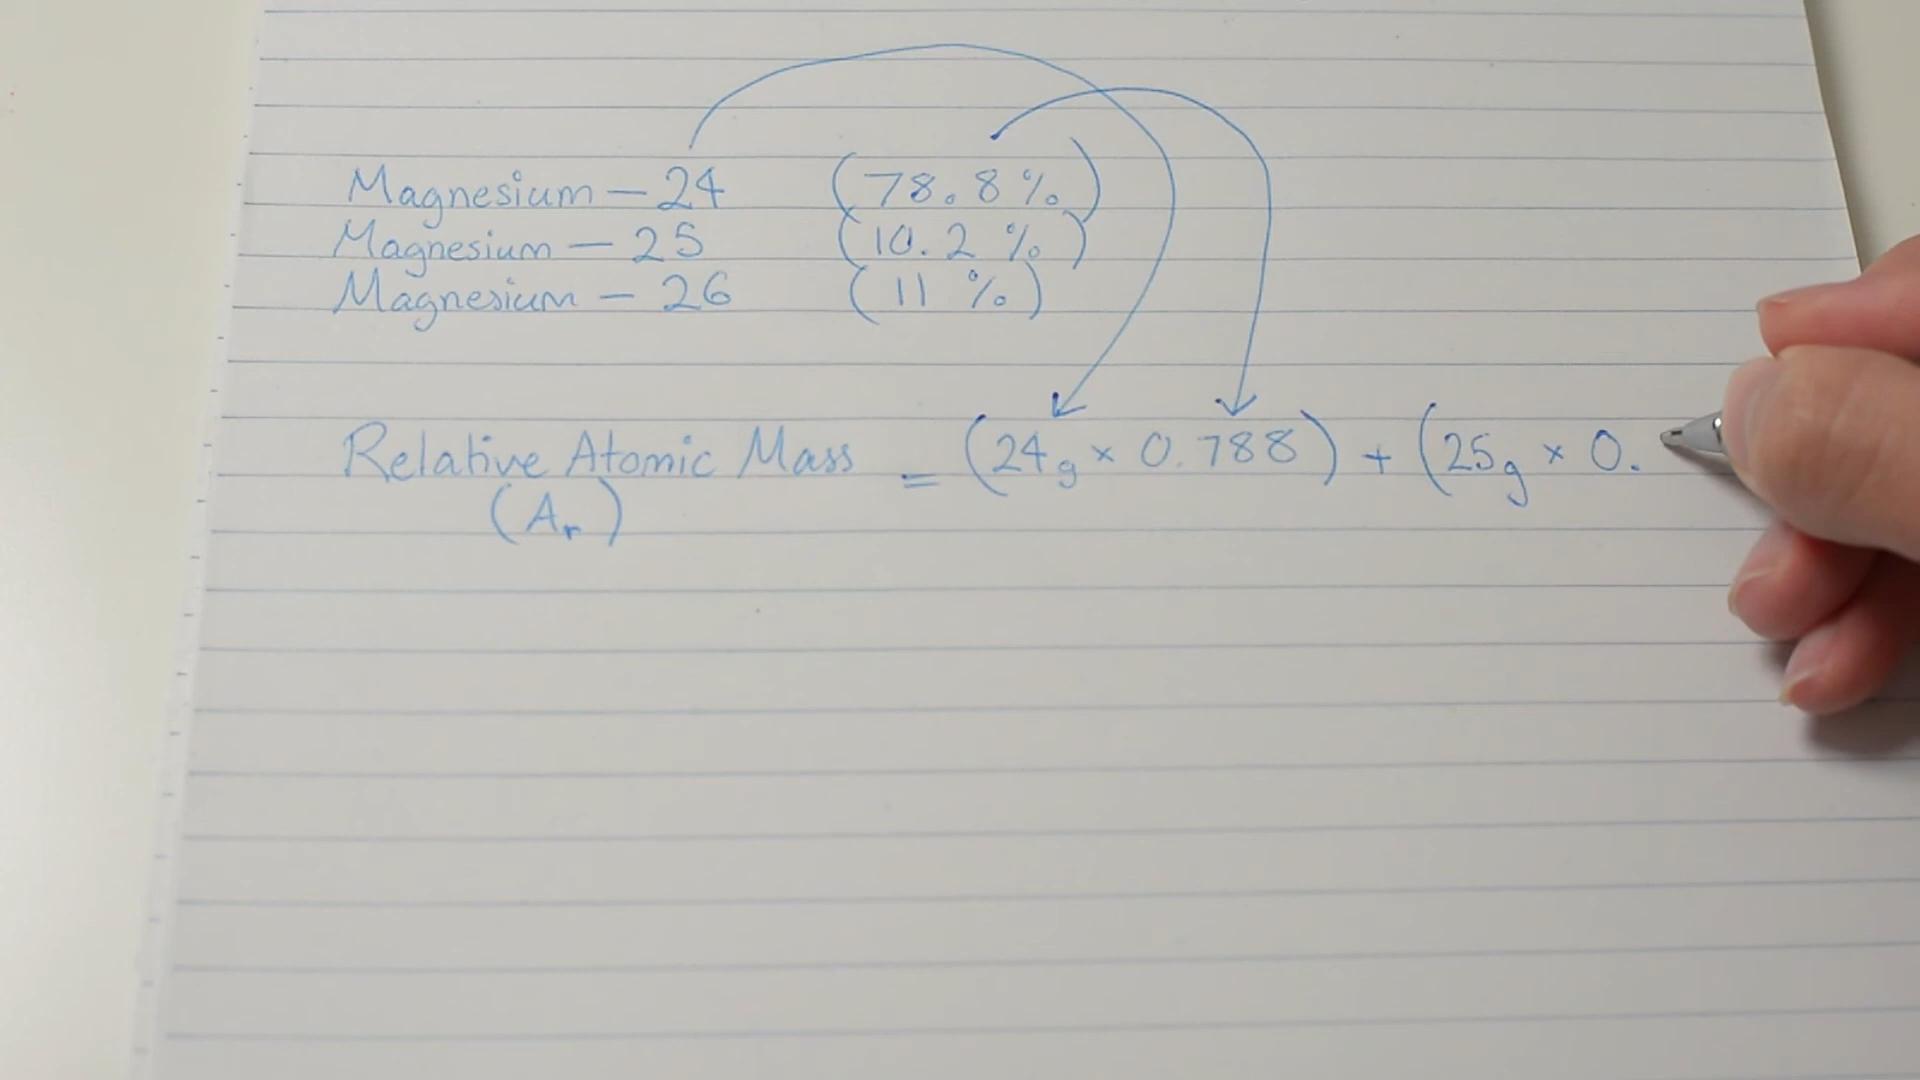 Magnesium — 24 (78.8 %)
Magnesium — 25 (10.2 %)
Magnesium — 26 (11 %)
Relative Atomic Mass = (24g × 0.788) + (25g × 0.
(Ar)